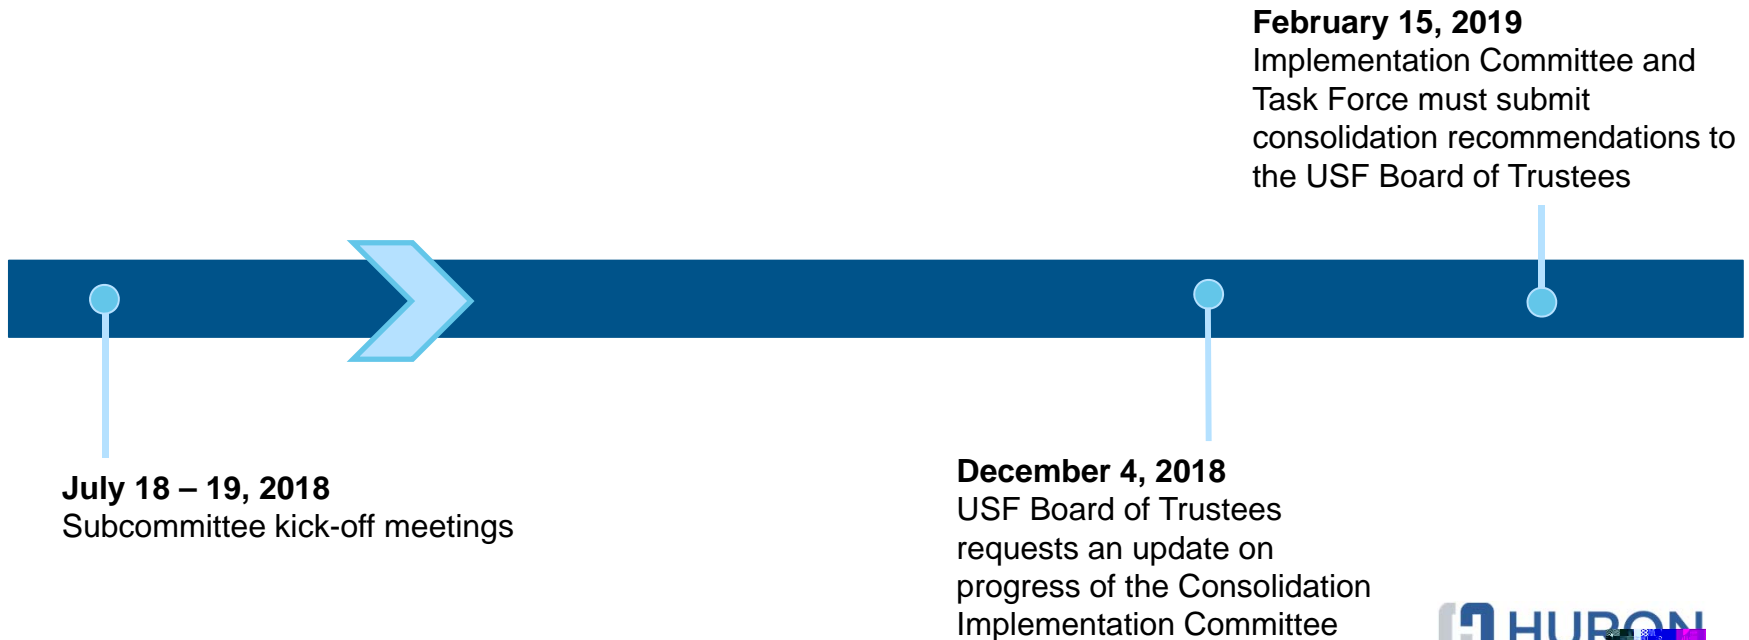 February 15, 2019
Implementation Committee and
Task Force must submit
consolidation recommendations to
the USF Board of Trustees
July 18 – 19, 2018
Subcommittee kick-off meetings
December 4, 2018
USF Board of Trustees
requests an update on
progress of the Consolidation
Implementation Committee
HURON